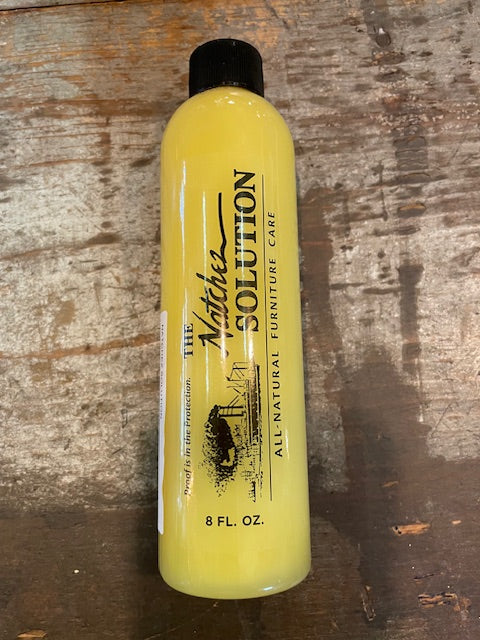 THE
Natchez
SOLUTION
ALL-NATURAL FURNITURE CARE
Proof is in the Protection.
8 FL. OZ.